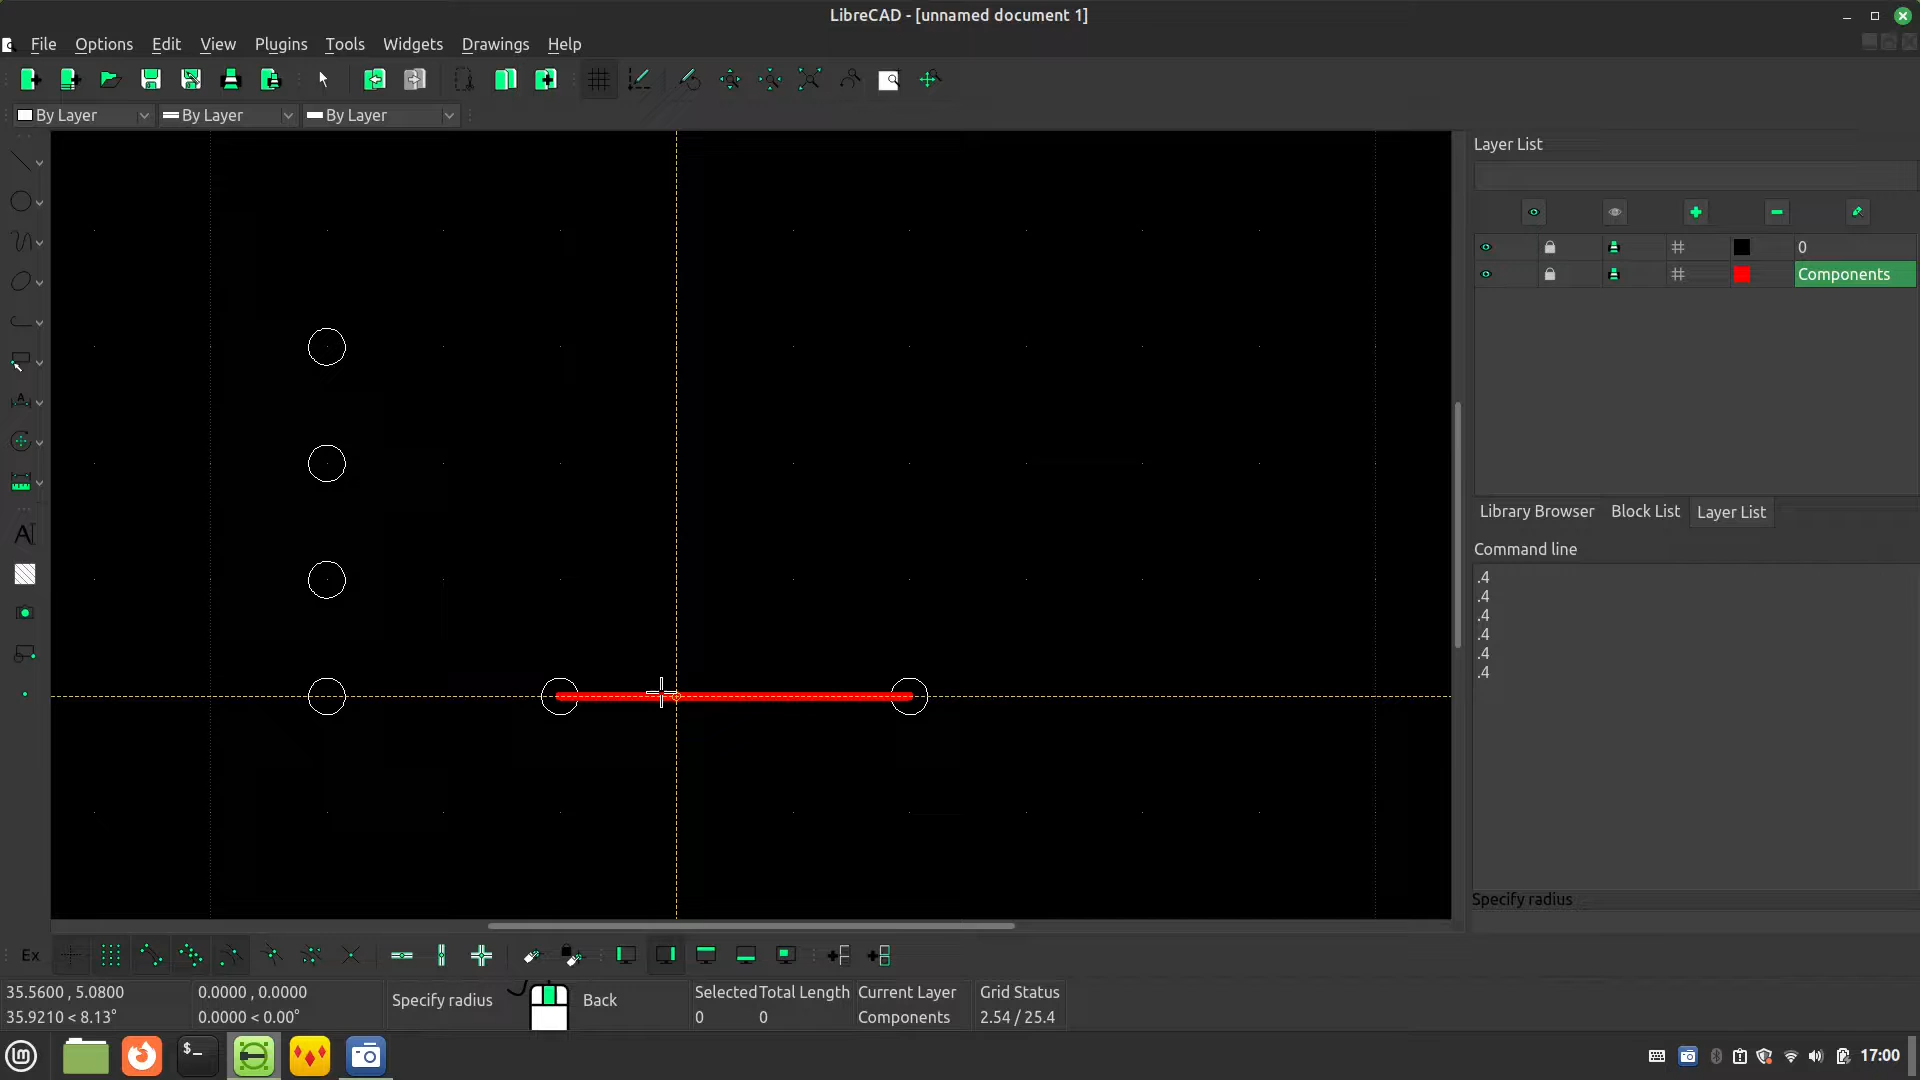 LibreCAD - [unnamed document 1]
File Options Edit View Plugins Tools Widgets Drawings Help
By Layer By Layer By Layer
Layer List
0
Components
A
Library Browser Block List Layer List
Command line
.4
.4
.4
.4
.4
.4
Specify radius
Ex
35.5600 , 5.0800 0.0000 , 0.0000 Specify radius Back Selected Total Length Current Layer Grid Status
35.9210 < 8.13° 0.0000 < 0.00° 0 0 Components 2.54 / 25.4
$_ 17:00